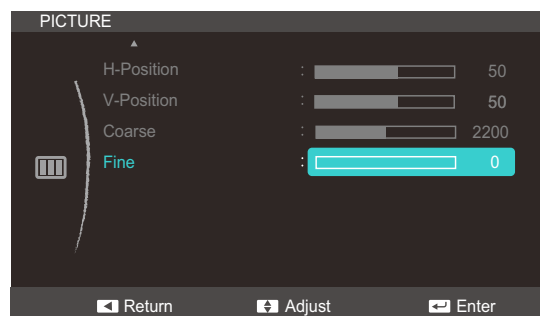 PICTURE
H-Position : 50
V-Position : 50
Coarse : 2200
Fine : 0
Return Adjust Enter